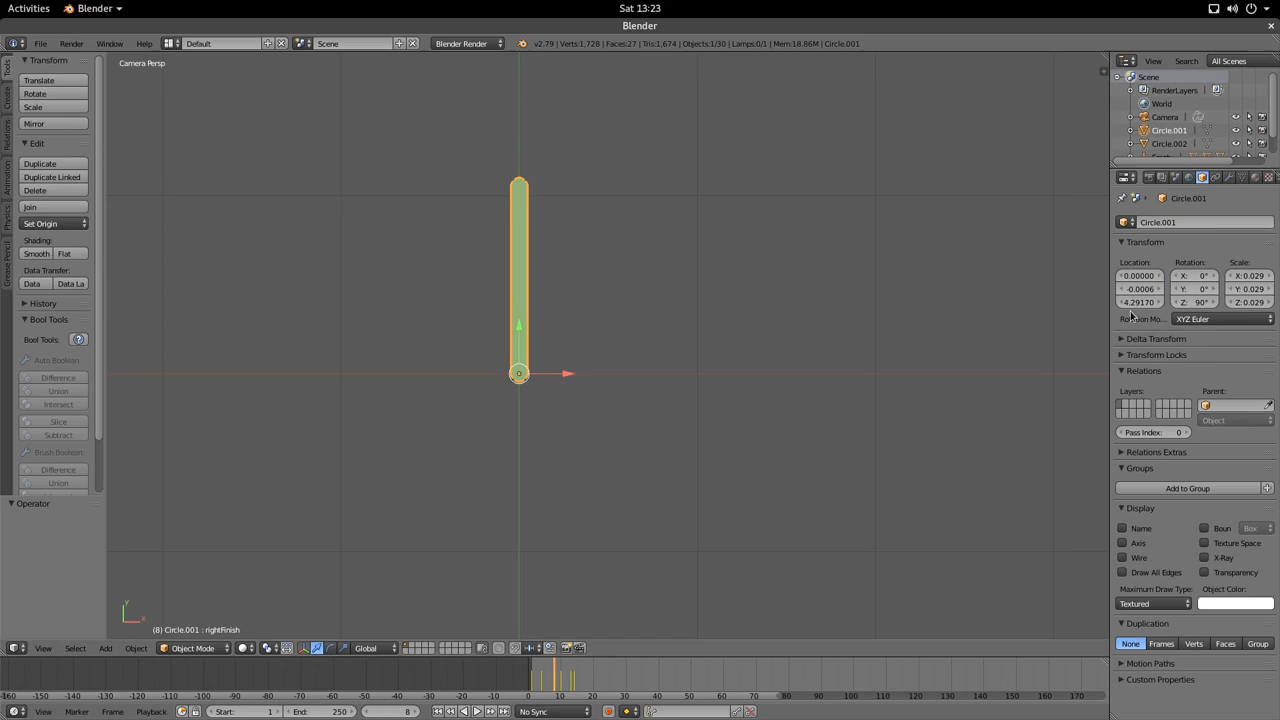 Activities Blender Sat 13:23
Blender
File Render Window Help Default Scene Blender Render v2.79 | Verts:1,728 | Faces:27 | Tris:1,674 | Objects:1/30 | Lamps:0/1 | Mem:18.86M | Circle.001
Transform
Translate
Rotate
Scale
Mirror
Edit
Duplicate
Duplicate Linked
Delete
Join
Set Origin
Shading:
Smooth Flat
Data Transfer:
Data Data La
History
Bool Tools
Bool Tools: ?
Auto Boolean
Difference
Union
Intersect
Slice
Subtract
Brush Boolean:
Difference
Union
Operator
Tools
Create
Relations
Animation
Physics
Grease Pencil
Camera Persp
y
x
(8) Circle.001 : rightFinish
View Search All Scenes
Scene
RenderLayers
World
Camera
Circle.001
Circle.002
Circle.001
Circle.001
Transform
Location: Rotation: Scale:
0.00000 X: 0° X: 0.029
-0.0006 Y: 0° Y: 0.029
4.29170 Z: 90° Z: 0.029
XYZ Euler
Delta Transform
Transform Locks
Relations
Layers: Parent:
Object
Pass Index: 0
Relations Extras
Groups
Add to Group
Display
Name Boun Box
Axis Texture Space
Wire X-Ray
Draw All Edges Transparency
Maximum Draw Type: Object Color:
Textured
Duplication
None Frames Verts Faces Group
Motion Paths
Custom Properties
View Select Add Object Object Mode Global
-160 -150 -140 -130 -120 -110 -100 -90 -80 -70 -60 -50 -40 -30 -20 -10 0 10 20 30 40 50 60 70 80 90 100 110 120 130 140 150 160 170
View Marker Frame Playback Start: 1 End: 250 8 No Sync